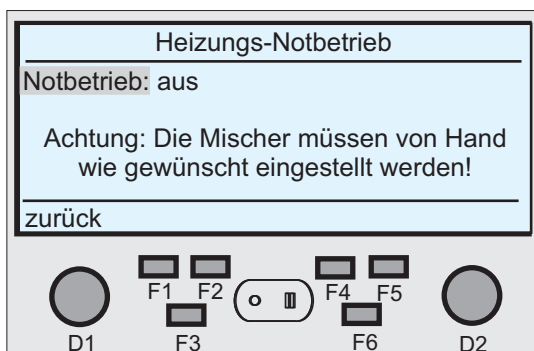 Heizungs-Notbetrieb
Notbetrieb: aus
Achtung: Die Mischer müssen von Hand
wie gewünscht eingestellt werden!
zurück
F1 F2 F4 F5
D1 F3 F6 D2